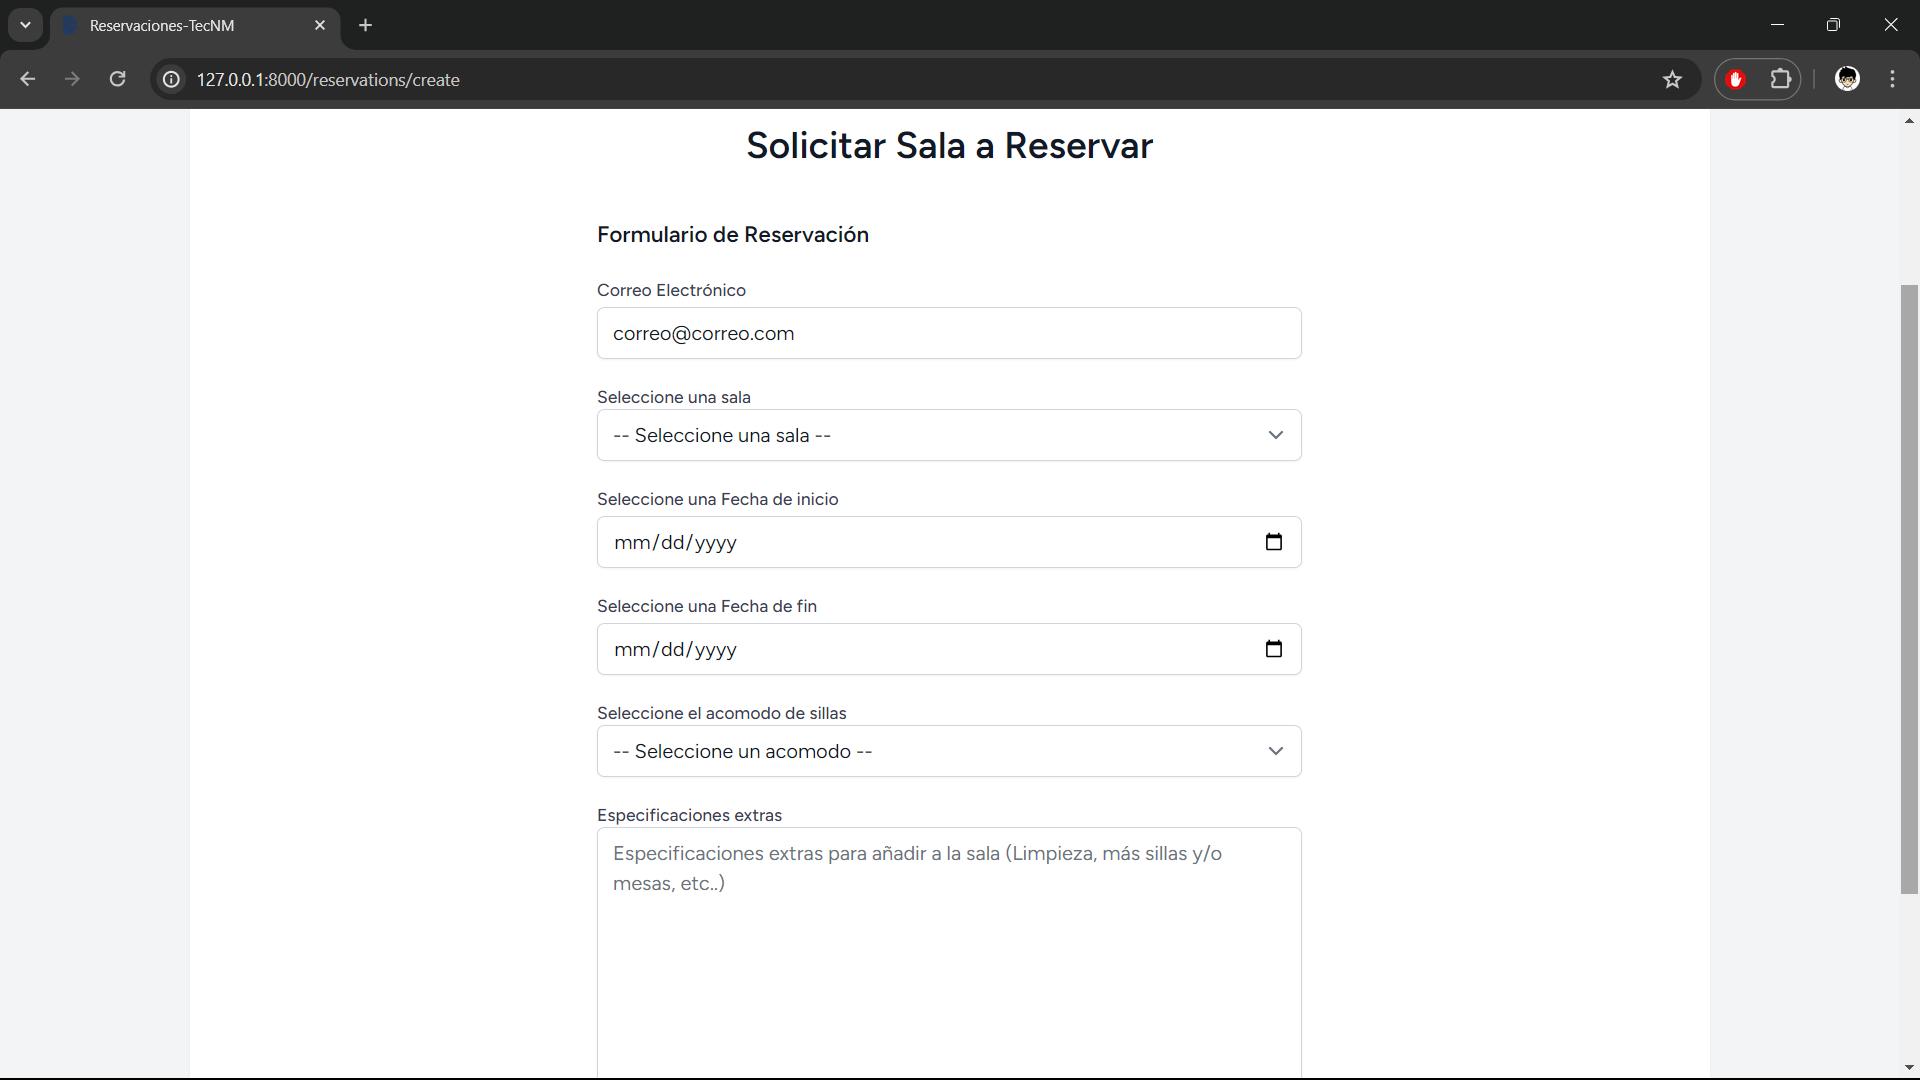 Reservaciones-TecNM
127.0.0.1:8000/reservations/create
Solicitar Sala a Reservar
Formulario de Reservación
Correo Electrónico
correo@correo.com
Seleccione una sala
-- Seleccione una sala --
Seleccione una Fecha de inicio
mm/dd/yyyy
Seleccione una Fecha de fin
mm/dd/yyyy
Seleccione el acomodo de sillas
-- Seleccione un acomodo --
Especificaciones extras
Especificaciones extras para añadir a la sala (Limpieza, más sillas y/o
mesas, etc..)